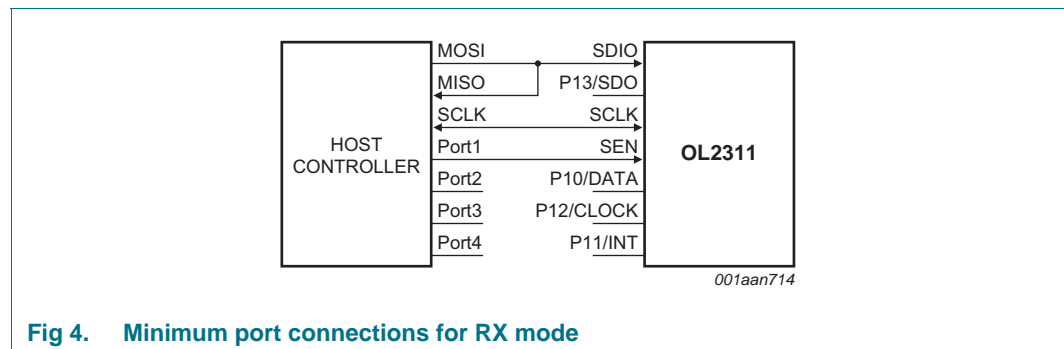 MOSI SDIO
MISO P13/SDO
SCLK SCLK
HOST CONTROLLER
Port1 SEN
OL2311
Port2 P10/DATA
Port3 P12/CLOCK
Port4 P11/INT
001aan714
Fig 4. Minimum port connections for RX mode